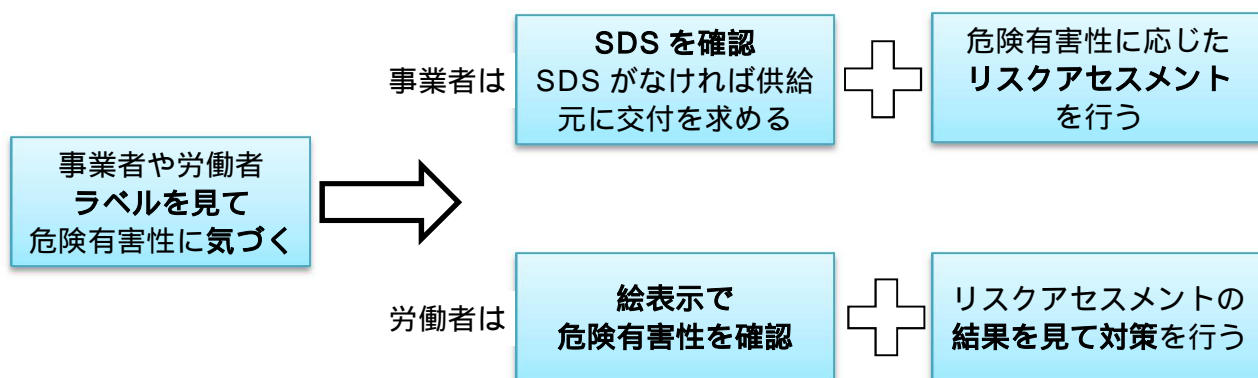 事業者や労働者
ラベルを見て
危険有害性に気づく
事業者は
SDS を確認
SDS がなければ供給
元に交付を求める
危険有害性に応じた
リスクアセスメント
を行う
労働者は
絵表示で
危険有害性を確認
リスクアセスメントの
結果を見て対策を行う